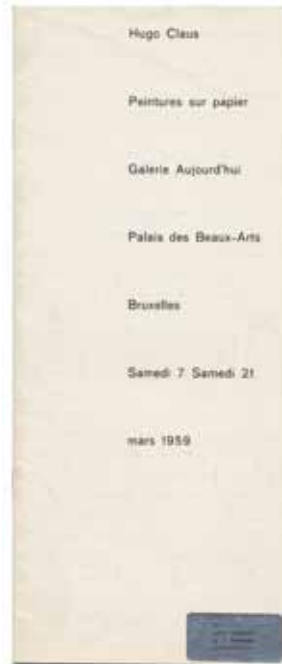 Hugo Claus
Peintures sur papier
Galerie Aujourd'hui
Palais des Beaux-Arts
Bruxelles
Samedi 7 Samedi 21
mars 1959